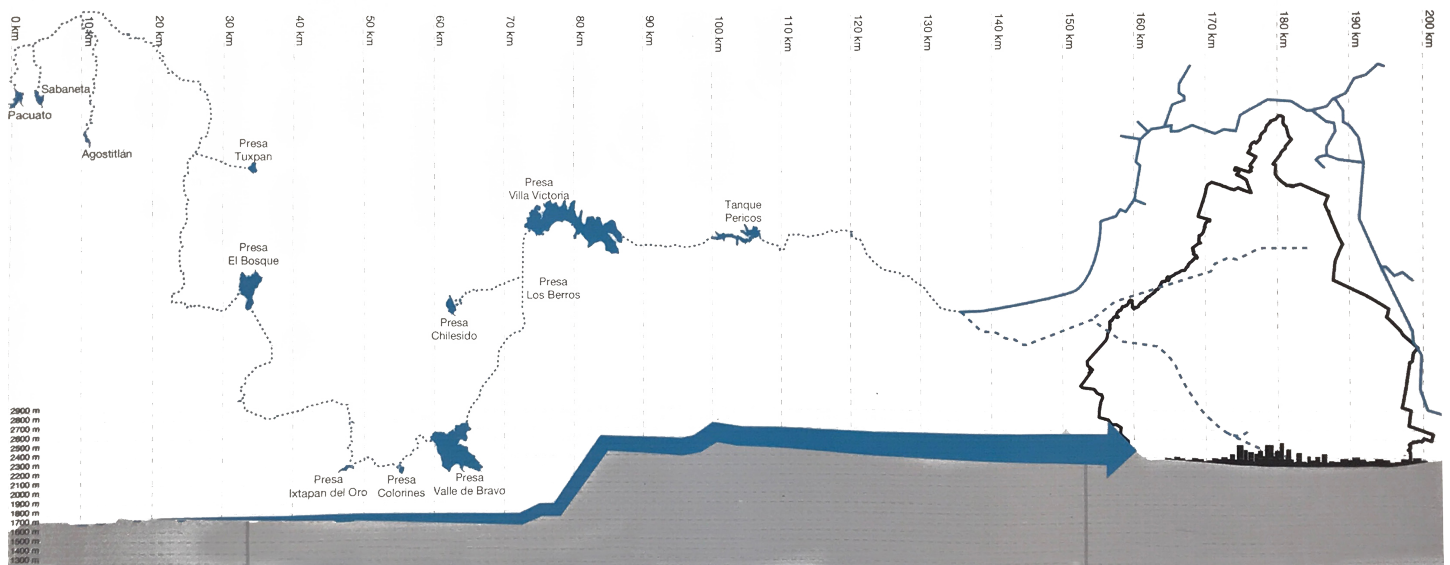 0 km
10 km
20 km
30 km
40 km
50 km
60 km
70 km
80 km
90 km
100 km
110 km
120 km
130 km
140 km
150 km
160 km
170 km
180 km
190 km
200 km
Sabaneta
Pacuato
Agostitlán
Presa
Tuxpan
Presa
Villa Victoria
Tanque
Pericos
Presa
El Bosque
Presa
Los Berros
Presa
Chilesido
Presa
Ixtapan del Oro
Presa
Colorines
Presa
Valle de Bravo
2900 m
2800 m
2700 m
2600 m
2500 m
2400 m
2300 m
2200 m
2100 m
2000 m
1900 m
1800 m
1700 m
1600 m
1500 m
1400 m
1300 m